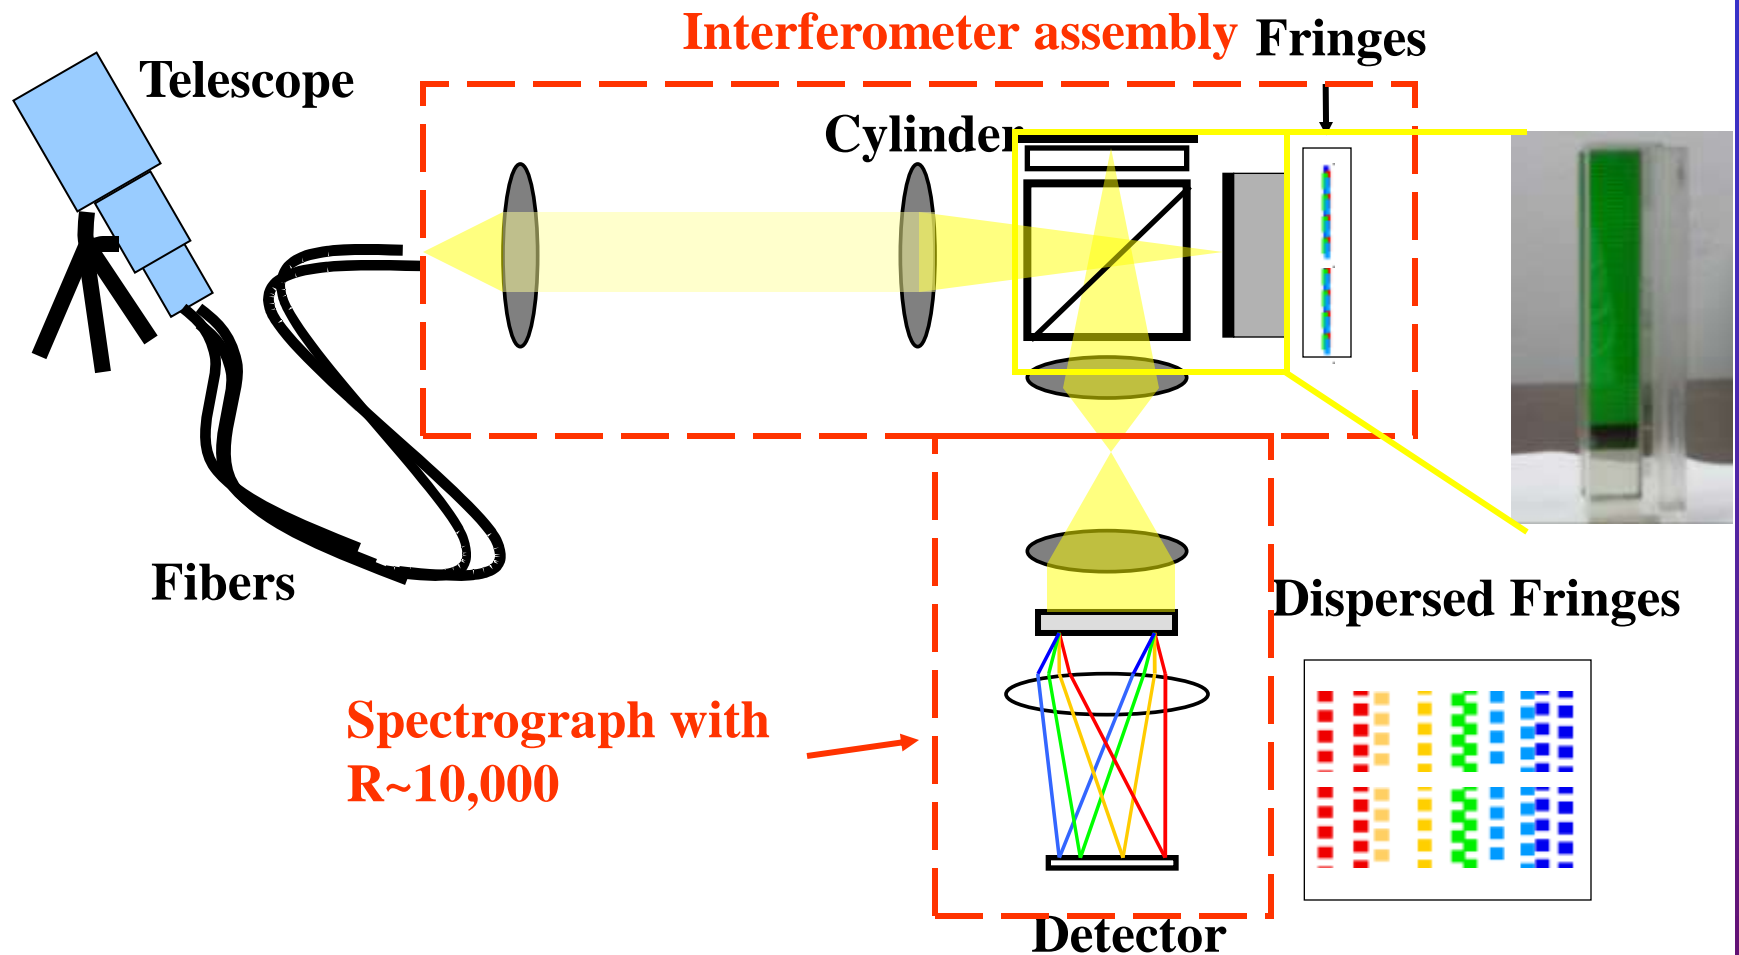 Interferometer assembly
Fringes
Telescope
Cylinder
Fibers
Dispersed Fringes
Spectrograph with
R~10,000
Detector